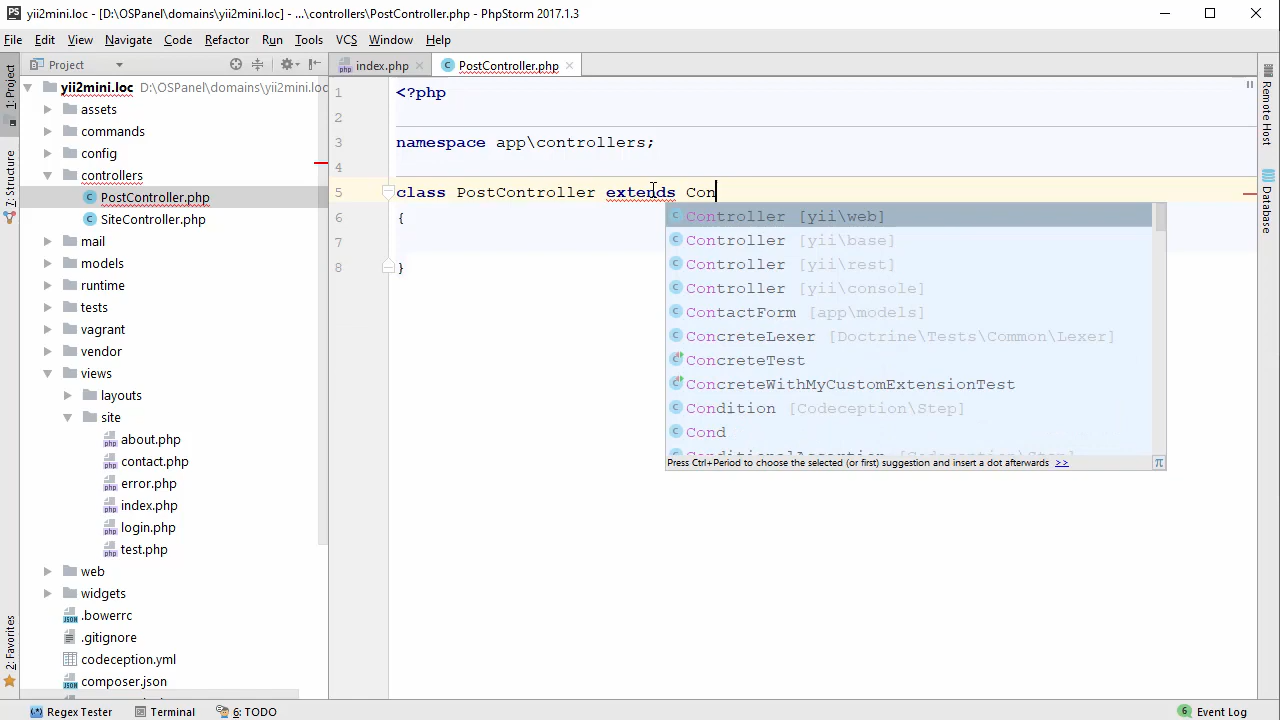 yii2mini.loc - [D:\OSPanel\domains\yii2mini.loc] - ...\controllers\PostController.php - PhpStorm 2017.1.3
File Edit View Navigate Code Refactor Run Tools VCS Window Help
Project
index.php
PostController.php
1: Project
7: Structure
2: Favorites
yii2mini.loc D:\OSPanel\domains\yii2mini.loc
assets
commands
config
controllers
PostController.php
SiteController.php
mail
models
runtime
tests
vagrant
vendor
views
layouts
site
about.php
contact.php
error.php
index.php
login.php
test.php
web
widgets
.bowerrc
.gitignore
codeception.yml
composer.json
1 <?php
2
3 namespace app\controllers;
4
5 class PostController extends Con
6 {
7
8 }
Controller [yii\web]
Controller [yii\base]
Controller [yii\rest]
Controller [yii\console]
ContactForm [app\models]
ConcreteLexer [Doctrine\Tests\Common\Lexer]
ConcreteTest
ConcreteWithMyCustomExtensionTest
Condition [Codeception\Step]
Cond
ConditionalAssertion [Codeception\Step]
Press Ctrl+Period to choose the selected (or first) suggestion and insert a dot afterwards >>
π
Remote Host
Database
Regex Tester Terminal 6: TODO
6 Event Log